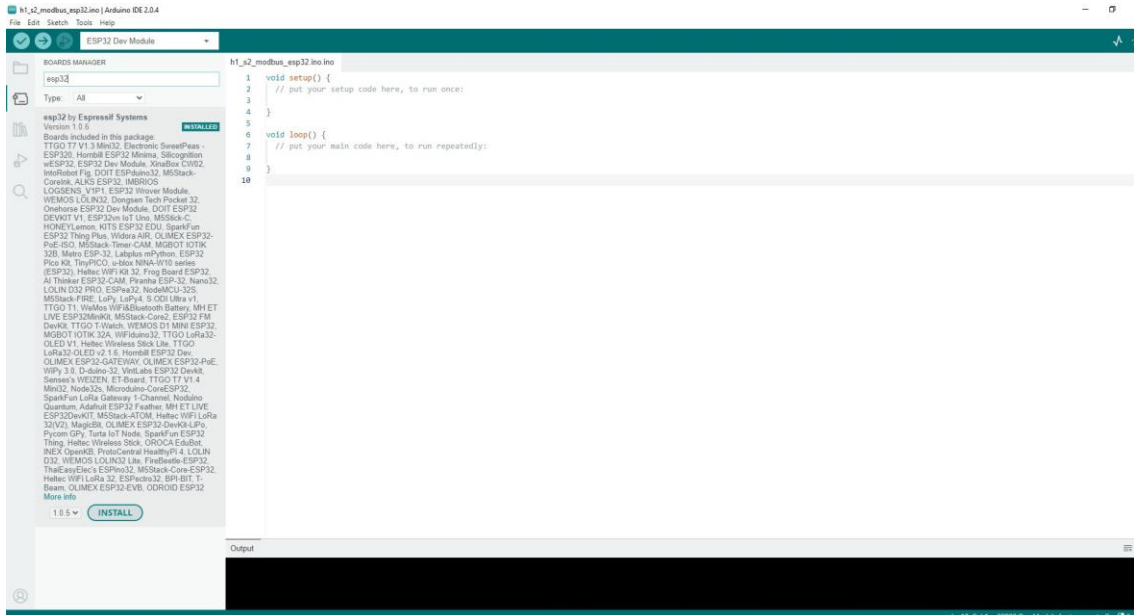 h1_s2_modbus_esp32.ino | Arduino IDE 2.0.4
File Edit Sketch Tools Help
ESP32 Dev Module
BOARDS MANAGER
esp32
Type: All
esp32 by Espressif Systems
Version 1.0.6 INSTALLED
Boards included in this package:
TTGO T7 V1.3 Mini32, Electronic SweetPeas -
ESP320, Hornbill ESP32 Minima, Silicognition
wESP32, ESP32 Dev Module, XinaBox CW02,
IntoRobot Fig, DOIT ESPduino32, M5Stack-
CoreInk, ALKS ESP32, IMBRIOS
LOGSENS_V1P1, ESP32 Wrover Module,
WEMOS LOLIN32, Dongsen Tech Pocket 32,
Onehorse ESP32 Dev Module, DOIT ESP32
DEVKIT V1, ESP32vn IoT Uno, M5Stick-C,
HONEYLemon, KITS ESP32 EDU, SparkFun
ESP32 Thing Plus, Widora AIR, OLIMEX ESP32-
PoE-ISO, M5Stack-Timer-CAM, MGBOT IOTIK
32B, Metro ESP-32, Labplus mPython, ESP32
Pico Kit, TinyPICO, u-blox NINA-W10 series
(ESP32), Heltec WiFi Kit 32, Frog Board ESP32,
AI Thinker ESP32-CAM, Piranha ESP-32, Nano32,
LOLIN D32 PRO, ESPea32, NodeMCU-32S,
M5Stack-FIRE, LoPy, LoPy4, S.ODI Ultra v1,
TTGO T1, WeMos WiFi&Bluetooth Battery, MH ET
LIVE ESP32MiniKit, M5Stack-Core2, ESP32 FM
DevKit, TTGO T-Watch, WEMOS D1 MINI ESP32,
MGBOT IOTIK 32A, WiFiduino32, TTGO LoRa32-
OLED V1, Heltec Wireless Stick Lite, TTGO
LoRa32-OLED v2.1.6, Hornbill ESP32 Dev,
OLIMEX ESP32-GATEWAY, OLIMEX ESP32-PoE,
WiPy 3.0, D-duino-32, VintLabs ESP32 Devkit,
Senses's WEIZEN, ET-Board, TTGO T7 V1.4
Mini32, Node32s, Microduino-CoreESP32,
SparkFun LoRa Gateway 1-Channel, Noduino
Quantum, Adafruit ESP32 Feather, MH ET LIVE
ESP32DevKIT, M5Stack-ATOM, Heltec WiFi LoRa
32(V2), MagicBit, OLIMEX ESP32-DevKit-LiPo,
Pycom GPy, Turta IoT Node, SparkFun ESP32
Thing, Heltec Wireless Stick, OROCA EduBot,
INEX OpenKB, ProtoCentral HealthyPi 4, LOLIN
D32, WEMOS LOLIN32 Lite, FireBeetle-ESP32,
ThaiEasyElec's ESPino32, M5Stack-Core-ESP32,
Heltec WiFi LoRa 32, ESPectro32, BPI-BIT, T-
Beam, OLIMEX ESP32-EVB, ODROID ESP32
More info
1.0.5 INSTALL
h1_s2_modbus_esp32.ino.ino
1 void setup() {
2 // put your setup code here, to run once:
3
4 }
5
6 void loop() {
7 // put your main code here, to run repeatedly:
8
9 }
10
Output